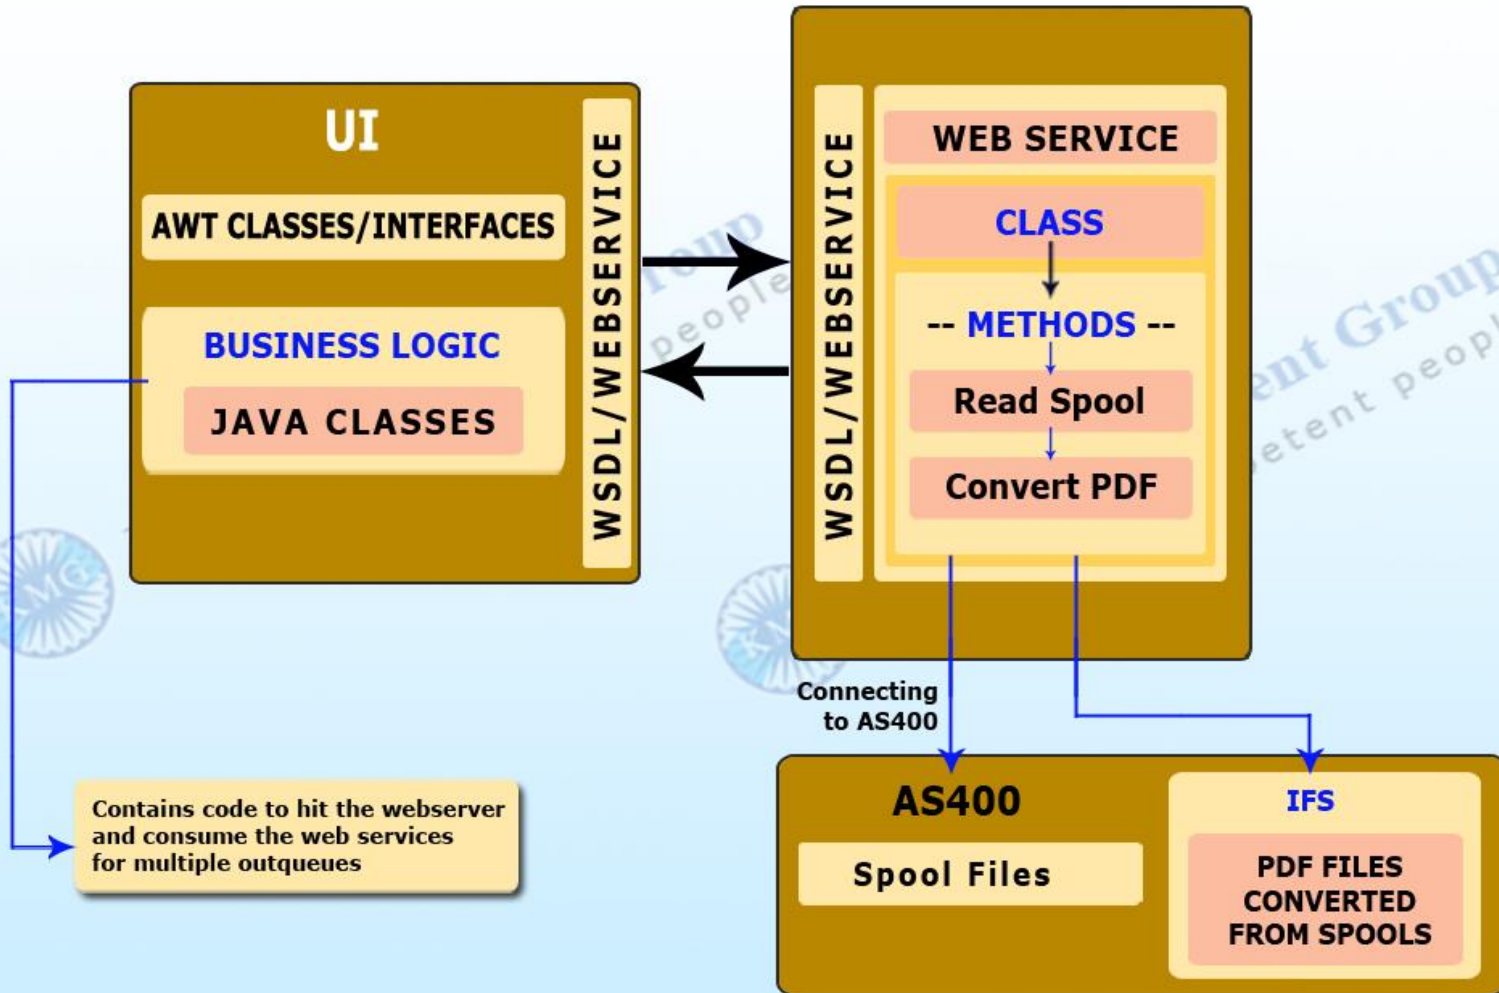 UI
AWT CLASSES/INTERFACES
BUSINESS LOGIC
JAVA CLASSES
WSDL/WEBSERVICE
WSDL/WEBSERVICE
WEB SERVICE
CLASS
-- METHODS --
Read Spool
Convert PDF
Connecting
to AS400
Contains code to hit the webserver
and consume the web services
for multiple outqueues
AS400
Spool Files
IFS
PDF FILES
CONVERTED
FROM SPOOLS
Group
people